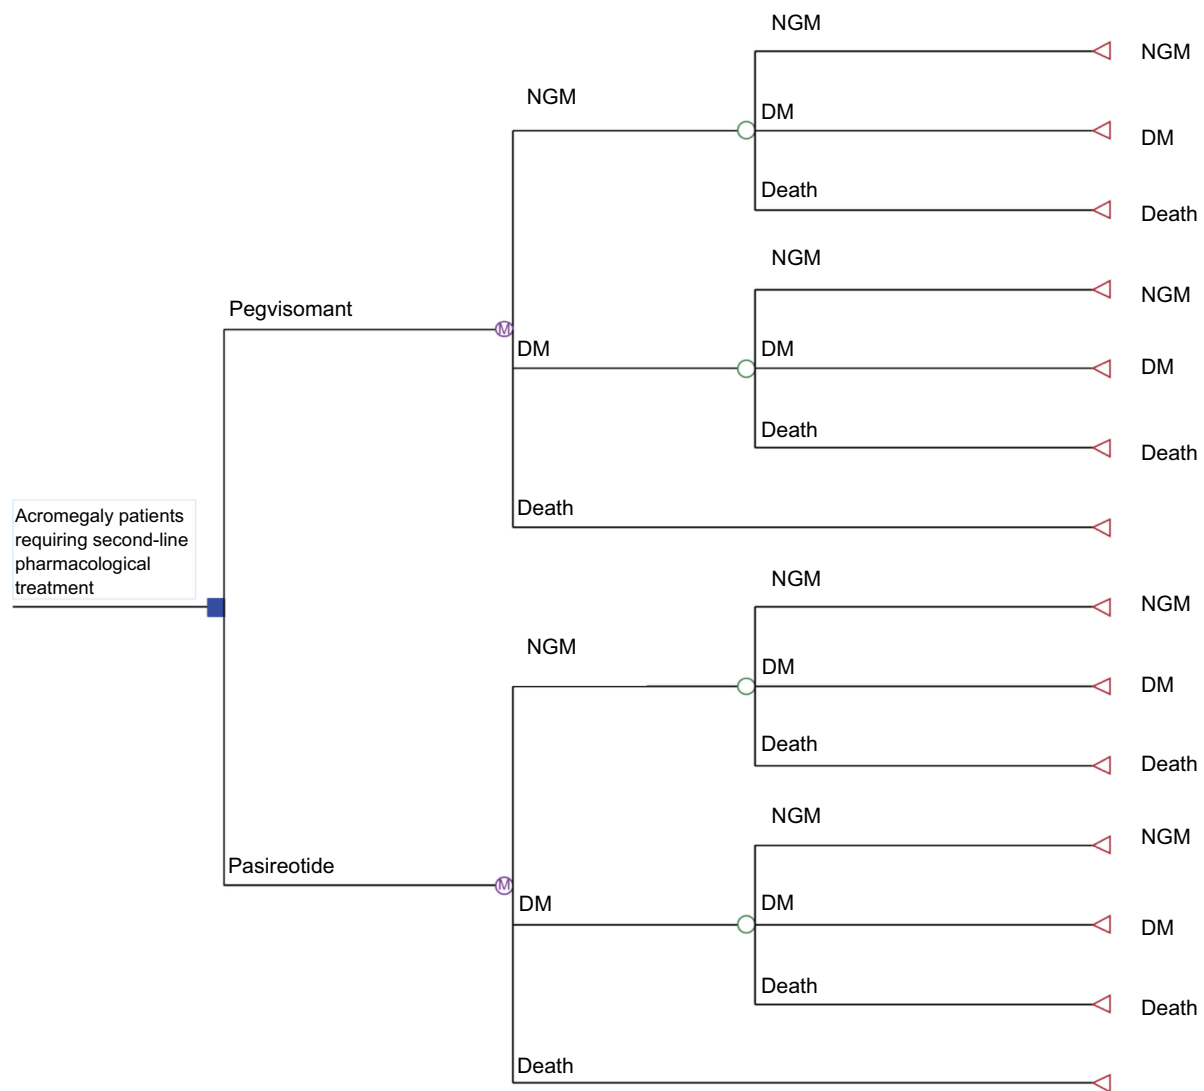 NGM
NGM
NGM
DM
DM
Death
Death
NGM
NGM
Pegvisomant
M
DM
DM
DM
Death
Death
Death
Acromegaly patients
requiring second-line
pharmacological
treatment
NGM
NGM
NGM
DM
DM
Death
Death
NGM
NGM
Pasireotide
M
DM
DM
DM
Death
Death
Death